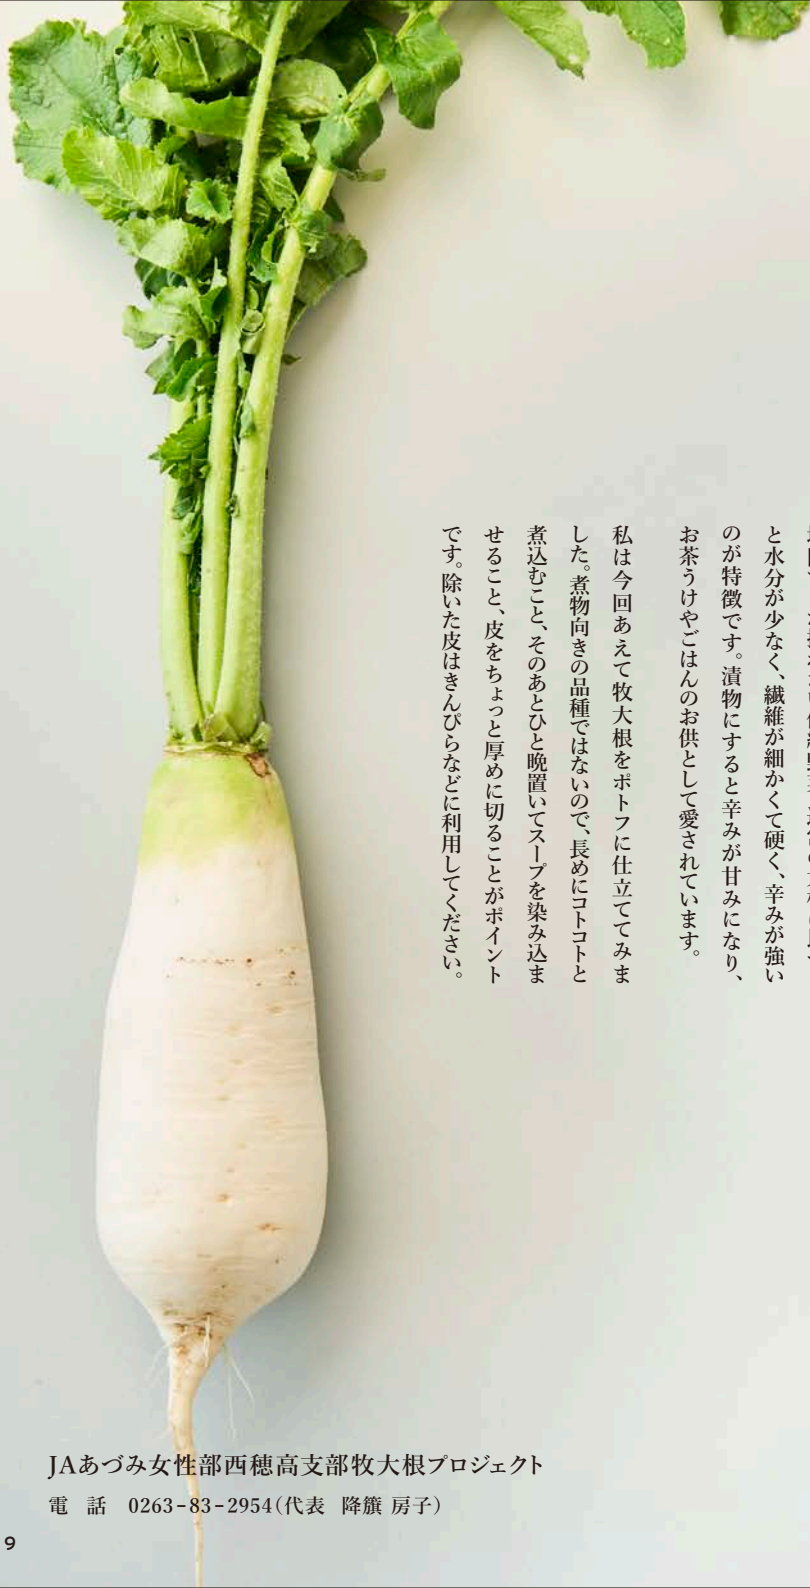 と水分が少なく、繊維が細かくて硬く、辛みが強い
のが特徴です。漬物にすると辛みが甘みになり、
お茶うけやごはんのお供として愛されています。
私は今回あえて牧大根をポトフに仕立ててみま
した。煮物向きの品種ではないので、長めにコトコトと
煮込むこと、そのあとひと晩置いてスープを染み込ま
せること、皮をちょっと厚めに切ることがポイント
です。除いた皮はきんぴらなどに利用してください。
JAあづみ女性部西穂高支部牧大根プロジェクト
電　話　0263-83-2954(代表　降籏 房子)
9